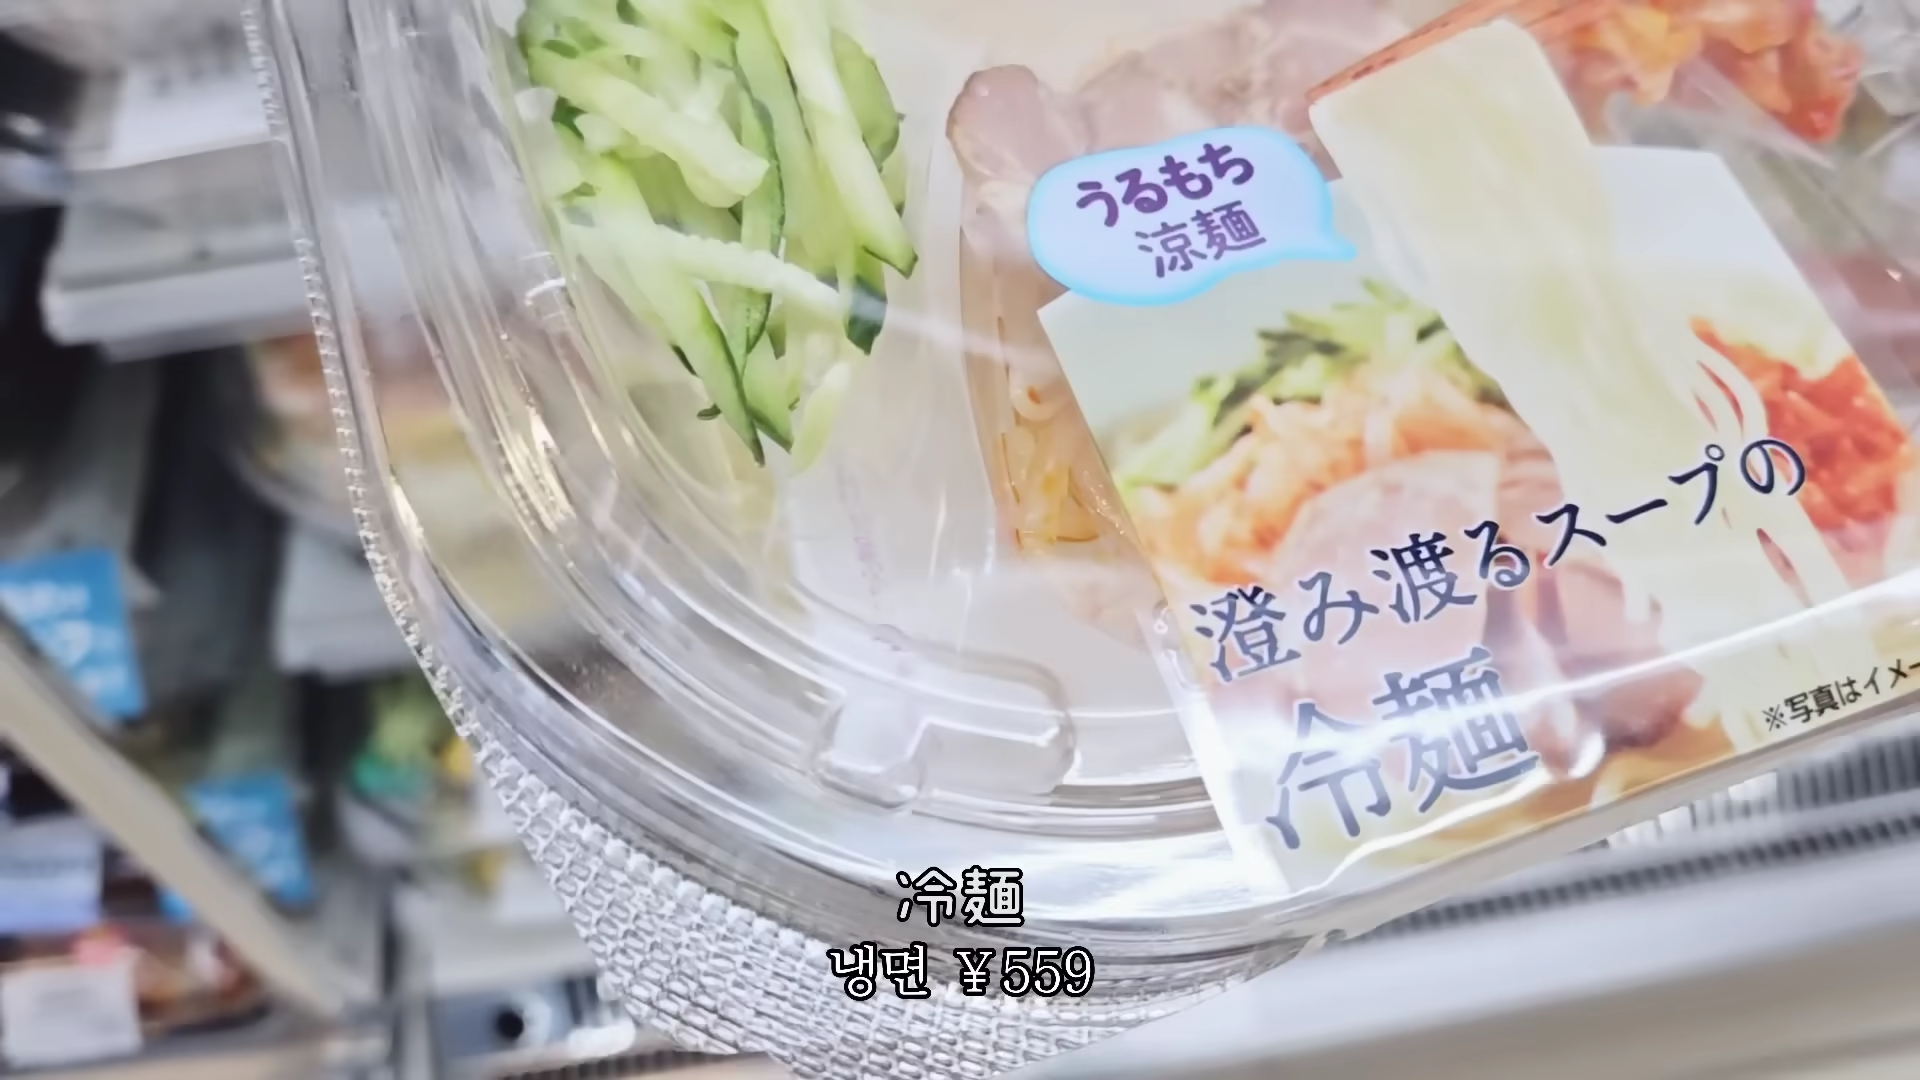 うるもち
涼麺
澄み渡るスープの
冷麺
※写真はイメー
冷麺
냉면 ￥559